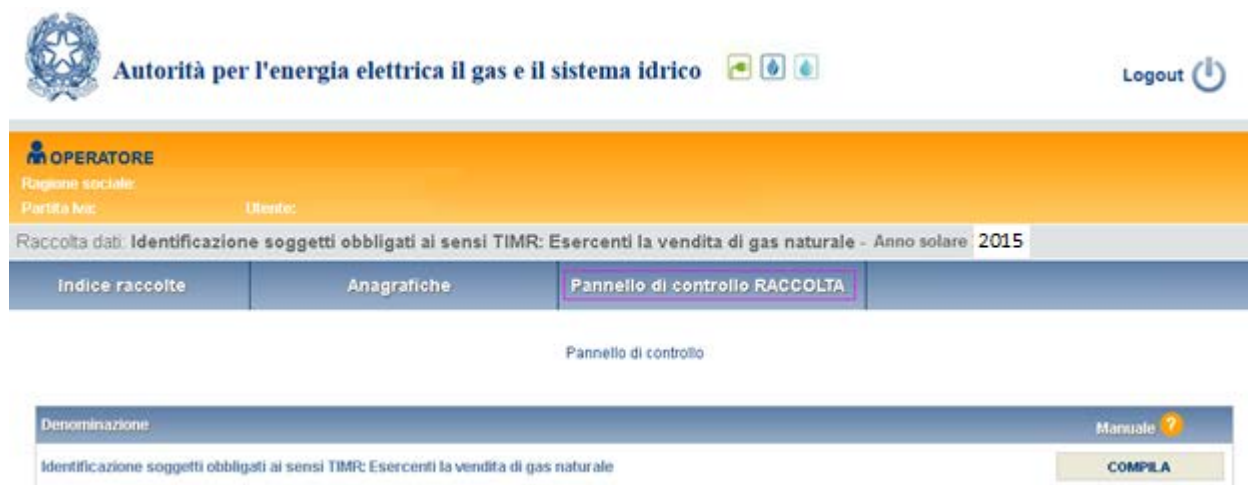 Autorità per l'energia elettrica il gas e il sistema idrico
Logout
OPERATORE
Ragione sociale:
Partita Iva: Utente:
Raccolta dati: Identificazione soggetti obbligati ai sensi TIMR: Esercenti la vendita di gas naturale - Anno solare 2015
Indice raccolte Anagrafiche Pannello di controllo RACCOLTA
Pannello di controllo
Denominazione Manuale ?
Identificazione soggetti obbligati ai sensi TIMR: Esercenti la vendita di gas naturale COMPILA